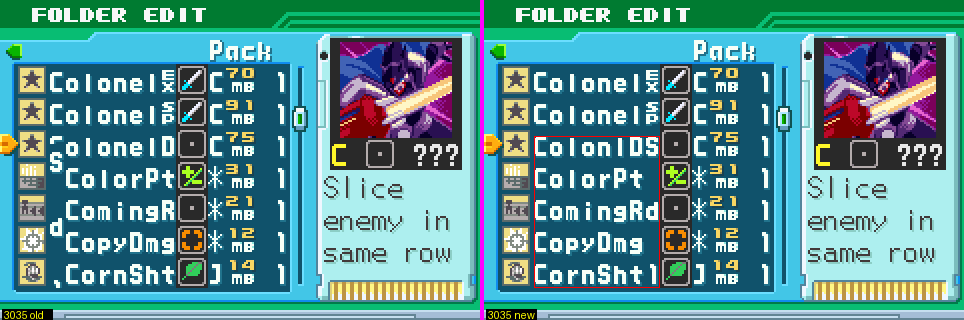 FOLDER EDIT
Pack
ColonelEX C 70 MB 1
ColonelSP C 91 MB 1
ColonelD C 75 MB 1
S
ColorPt * 31 MB 1
ComingR * 21 MB 1
d
CopyDmg * 12 MB 1
CornSht J 14 MB 1
C ???
Slice
enemy in
same row
3035 old
FOLDER EDIT
Pack
ColonelEX C 70 MB 1
ColonelSP C 91 MB 1
ColonlDS C 75 MB 1
ColorPt * 31 MB 1
ComingRd * 21 MB 1
CopyDmg * 12 MB 1
CornSht1 J 14 MB 1
C ???
Slice
enemy in
same row
3035 new